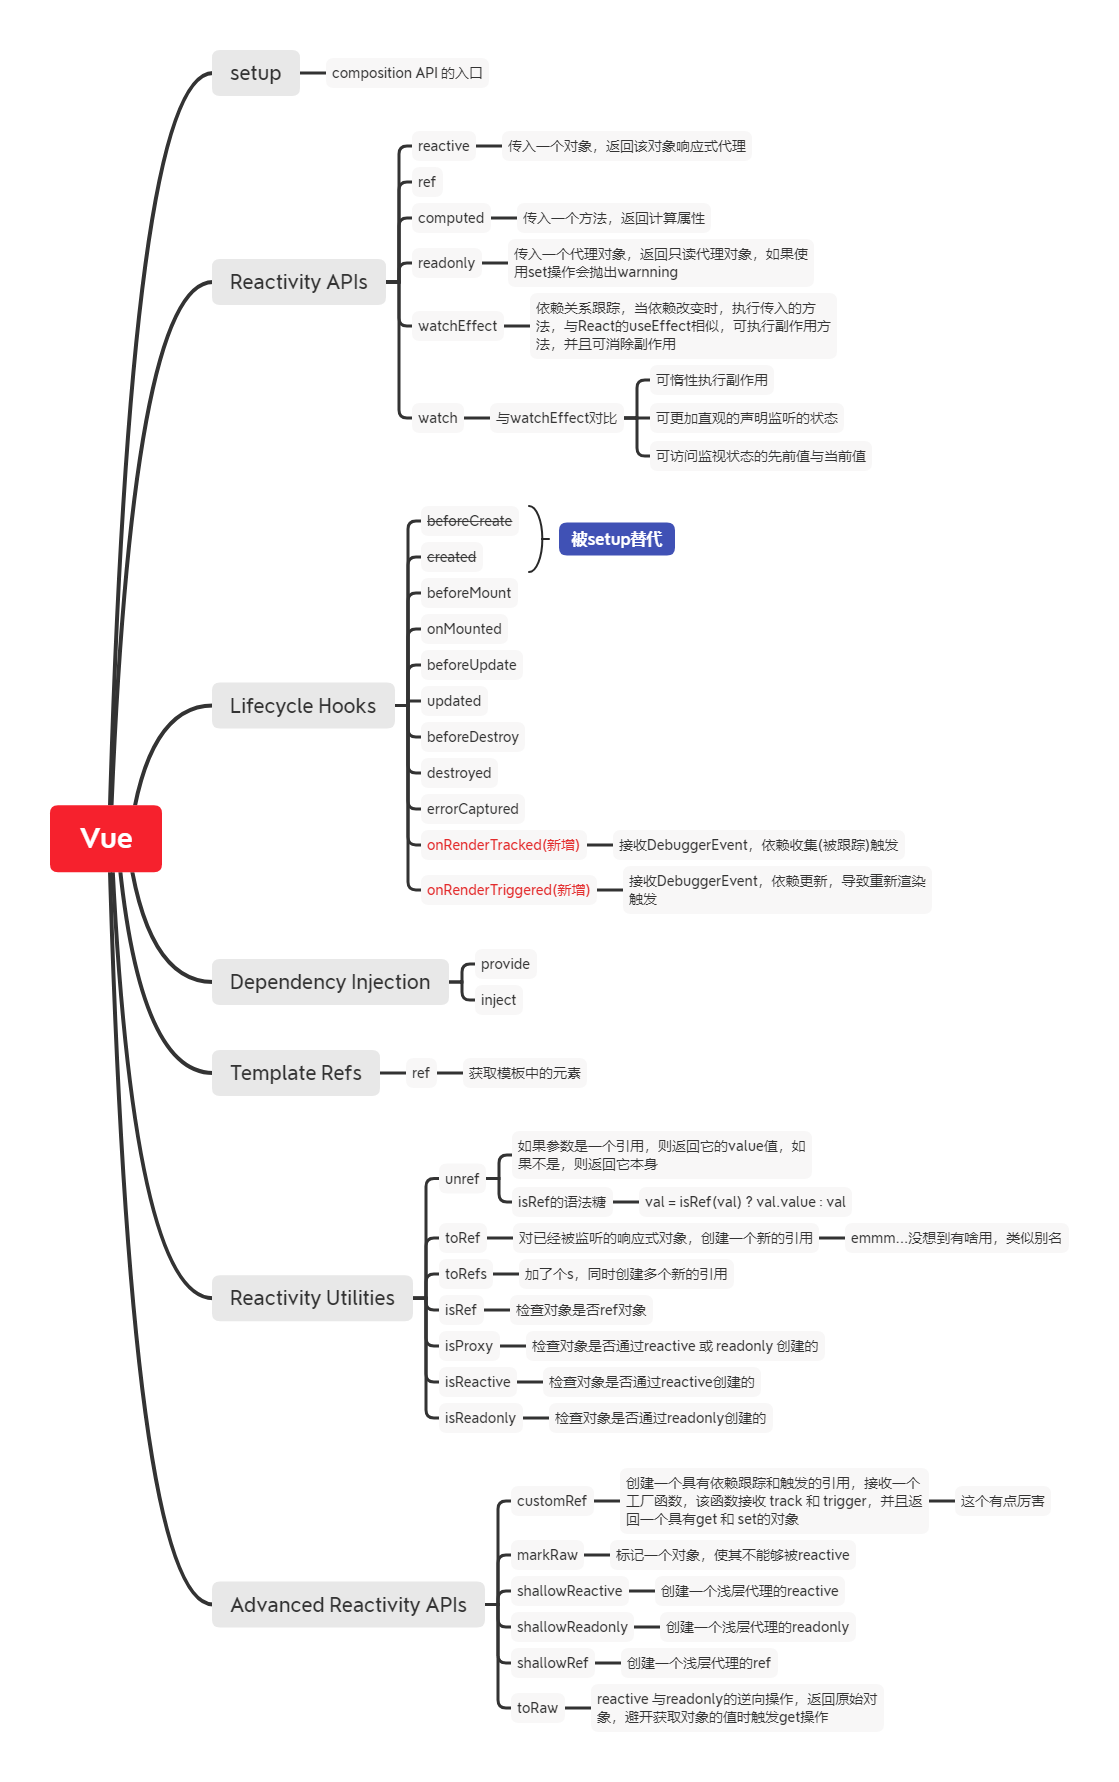 Vue
setup
composition API 的入口
Reactivity APIs
reactive
传入一个对象，返回该对象响应式代理
ref
computed
传入一个方法，返回计算属性
readonly
传入一个代理对象，返回只读代理对象，如果使
用set操作会抛出warnning
watchEffect
依赖关系跟踪，当依赖改变时，执行传入的方
法，与React的useEffect相似，可执行副作用方
法，并且可消除副作用
watch
与watchEffect对比
可惰性执行副作用
可更加直观的声明监听的状态
可访问监视状态的先前值与当前值
Lifecycle Hooks
beforeCreate
created
被setup替代
beforeMount
onMounted
beforeUpdate
updated
beforeDestroy
destroyed
errorCaptured
onRenderTracked(新增)
接收DebuggerEvent，依赖收集(被跟踪)触发
onRenderTriggered(新增)
接收DebuggerEvent，依赖更新，导致重新渲染
触发
Dependency Injection
provide
inject
Template Refs
ref
获取模板中的元素
Reactivity Utilities
unref
如果参数是一个引用，则返回它的value值，如
果不是，则返回它本身
isRef的语法糖
val = isRef(val) ? val.value : val
toRef
对已经被监听的响应式对象，创建一个新的引用
emmm...没想到有啥用，类似别名
toRefs
加了个s，同时创建多个新的引用
isRef
检查对象是否ref对象
isProxy
检查对象是否通过reactive 或 readonly 创建的
isReactive
检查对象是否通过reactive创建的
isReadonly
检查对象是否通过readonly创建的
Advanced Reactivity APIs
customRef
创建一个具有依赖跟踪和触发的引用，接收一个
工厂函数，该函数接收 track 和 trigger，并且返
回一个具有get 和 set的对象
这个有点厉害
markRaw
标记一个对象，使其不能够被reactive
shallowReactive
创建一个浅层代理的reactive
shallowReadonly
创建一个浅层代理的readonly
shallowRef
创建一个浅层代理的ref
toRaw
reactive 与readonly的逆向操作，返回原始对
象，避开获取对象的值时触发get操作